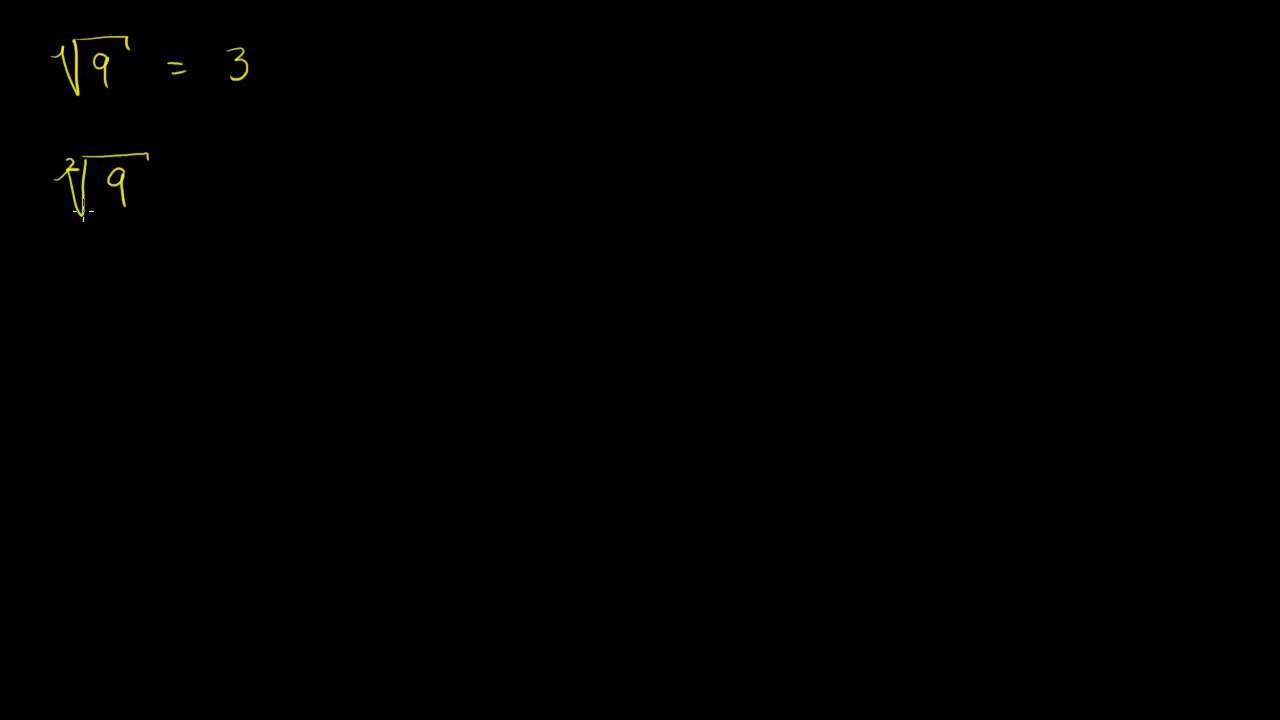 √9 = 3
²√9